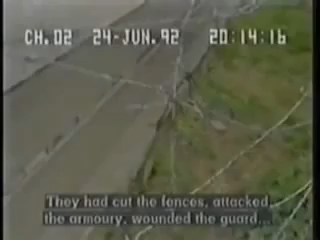 CH.02 24-JUN.92 20:14:16
They had cut the fences, attacked
the armoury, wounded the guard...